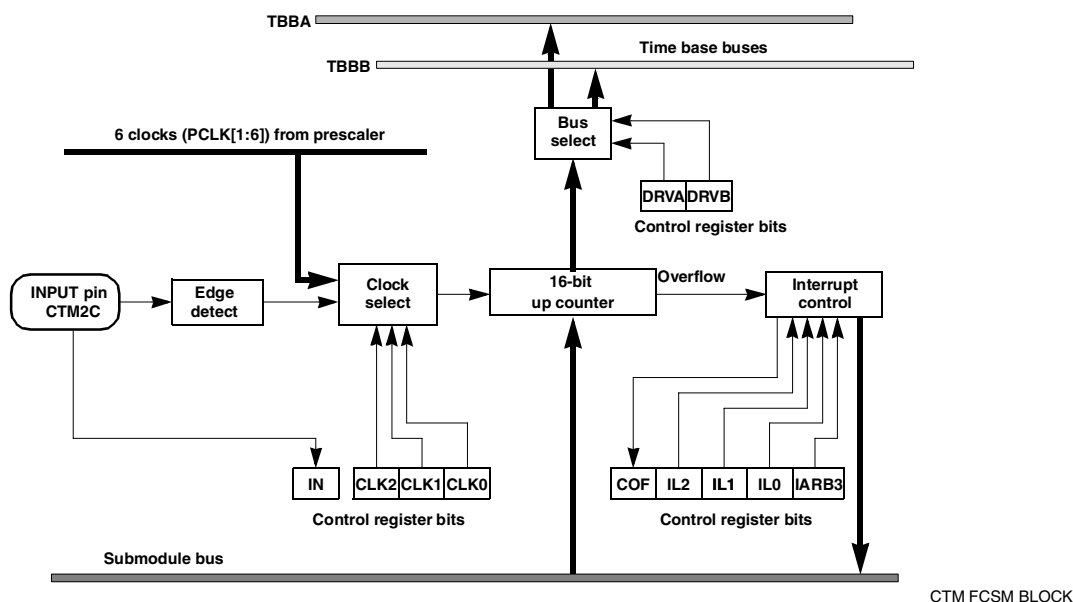 TBBA
Time base buses
TBBB
6 clocks (PCLK[1:6]) from prescaler
Bus
select
DRVA DRVB
Control register bits
INPUT pin
CTM2C
Edge
detect
Clock
select
16-bit
up counter
Overflow
Interrupt
control
IN
CLK2 CLK1 CLK0
COF IL2 IL1 IL0 IARB3
Control register bits
Control register bits
Submodule bus
CTM FCSM BLOCK